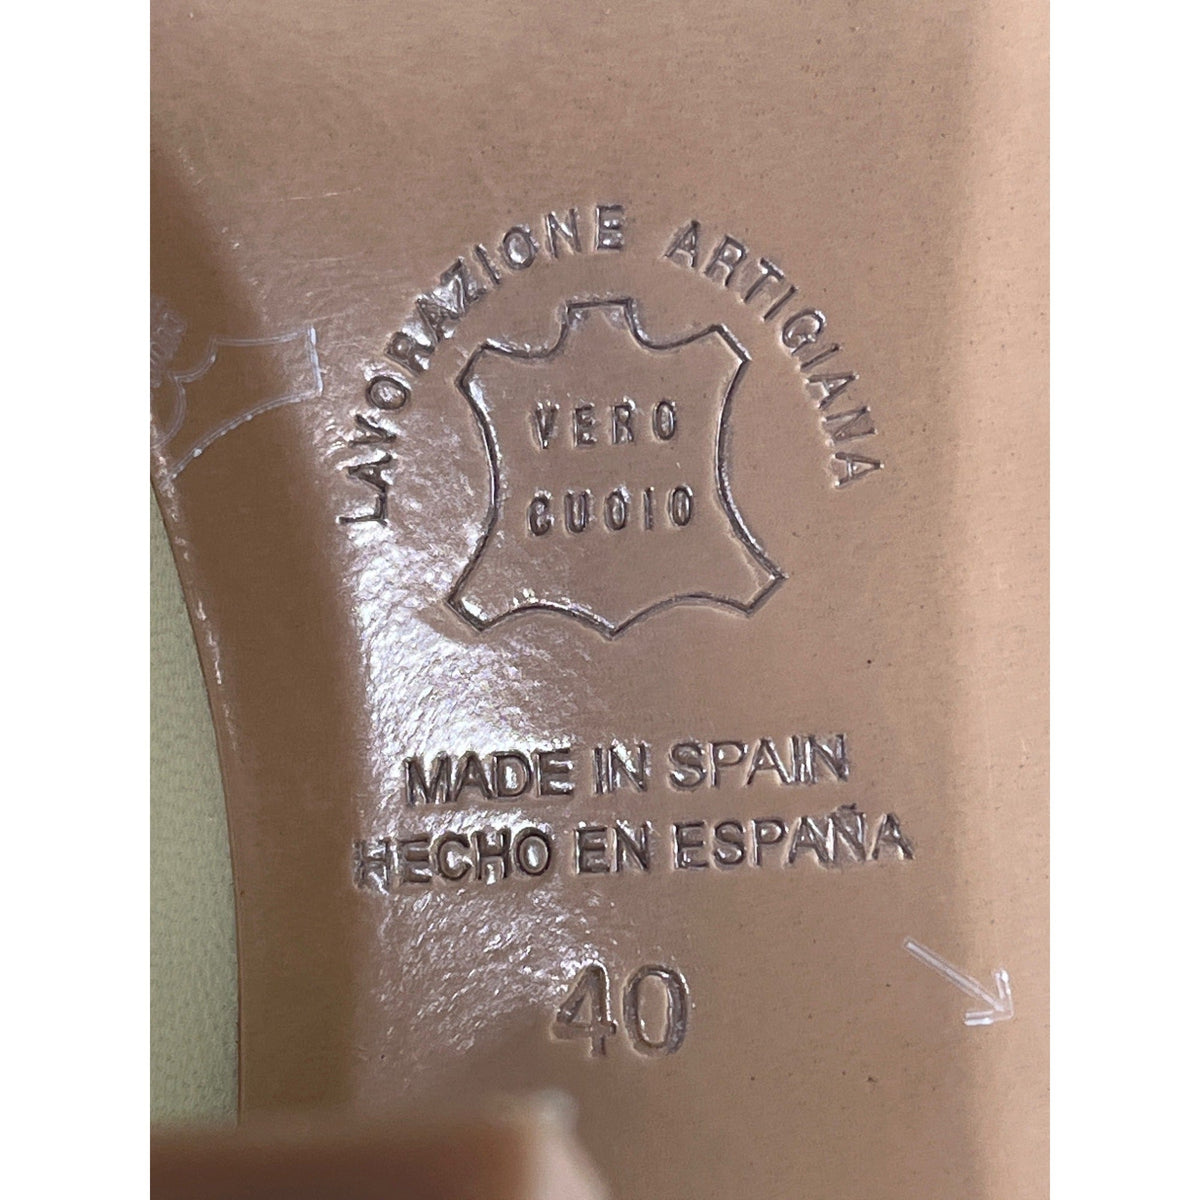 LAVORAZIONE ARTIGIANA
VERO
CUOIO
MADE IN SPAIN
HECHO EN ESPAÑA
40